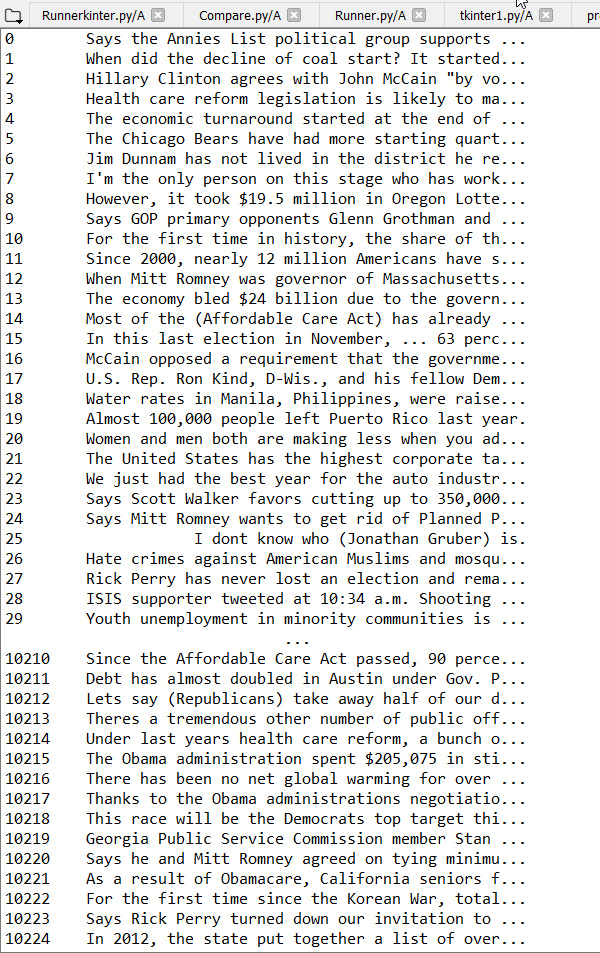 Runnerkinter.py/A Compare.py/A Runner.py/A tkinter1.py/A pr
0 Says the Annies List political group supports ...
1 When did the decline of coal start? It started...
2 Hillary Clinton agrees with John McCain "by vo...
3 Health care reform legislation is likely to ma...
4 The economic turnaround started at the end of ...
5 The Chicago Bears have had more starting quart...
6 Jim Dunnam has not lived in the district he re...
7 I'm the only person on this stage who has work...
8 However, it took $19.5 million in Oregon Lotte...
9 Says GOP primary opponents Glenn Grothman and ...
10 For the first time in history, the share of th...
11 Since 2000, nearly 12 million Americans have s...
12 When Mitt Romney was governor of Massachusetts...
13 The economy bled $24 billion due to the govern...
14 Most of the (Affordable Care Act) has already ...
15 In this last election in November, ... 63 perc...
16 McCain opposed a requirement that the governme...
17 U.S. Rep. Ron Kind, D-Wis., and his fellow Dem...
18 Water rates in Manila, Philippines, were raise...
19 Almost 100,000 people left Puerto Rico last year.
20 Women and men both are making less when you ad...
21 The United States has the highest corporate ta...
22 We just had the best year for the auto industr...
23 Says Scott Walker favors cutting up to 350,000...
24 Says Mitt Romney wants to get rid of Planned P...
25 I dont know who (Jonathan Gruber) is.
26 Hate crimes against American Muslims and mosqu...
27 Rick Perry has never lost an election and rema...
28 ISIS supporter tweeted at 10:34 a.m. Shooting ...
29 Youth unemployment in minority communities is ...
...
10210 Since the Affordable Care Act passed, 90 perce...
10211 Debt has almost doubled in Austin under Gov. P...
10212 Lets say (Republicans) take away half of our d...
10213 Theres a tremendous other number of public off...
10214 Under last years health care reform, a bunch o...
10215 The Obama administration spent $205,075 in sti...
10216 There has been no net global warming for over ...
10217 Thanks to the Obama administrations negotiatio...
10218 This race will be the Democrats top target thi...
10219 Georgia Public Service Commission member Stan ...
10220 Says he and Mitt Romney agreed on tying minimu...
10221 As a result of Obamacare, California seniors f...
10222 For the first time since the Korean War, total...
10223 Says Rick Perry turned down our invitation to ...
10224 In 2012, the state put together a list of over...